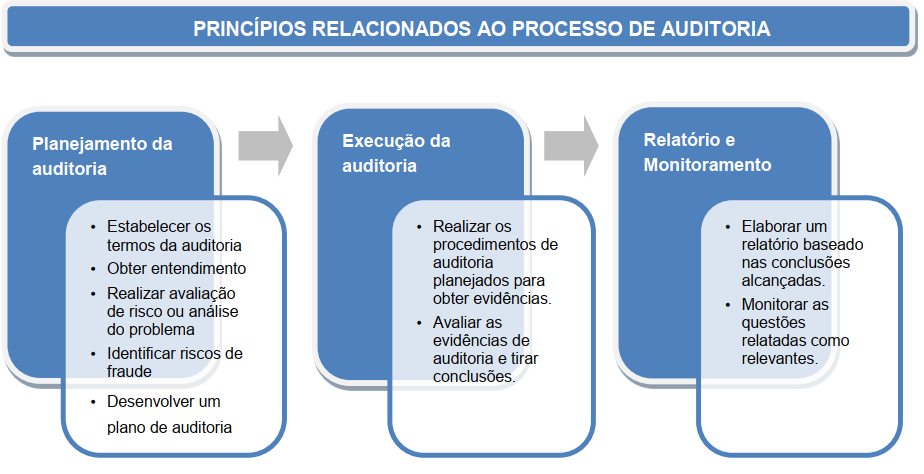 PRINCÍPIOS RELACIONADOS AO PROCESSO DE AUDITORIA
Planejamento da
auditoria
• Estabelecer os
termos da auditoria
• Obter entendimento
• Realizar avaliação
de risco ou análise
do problema
• Identificar riscos de
fraude
• Desenvolver um
plano de auditoria
Execução da
auditoria
• Realizar os
procedimentos de
auditoria
planejados para
obter evidências.
• Avaliar as
evidências de
auditoria e tirar
conclusões.
Relatório e
Monitoramento
• Elaborar um
relatório baseado
nas conclusões
alcançadas.
• Monitorar as
questões
relatadas como
relevantes.